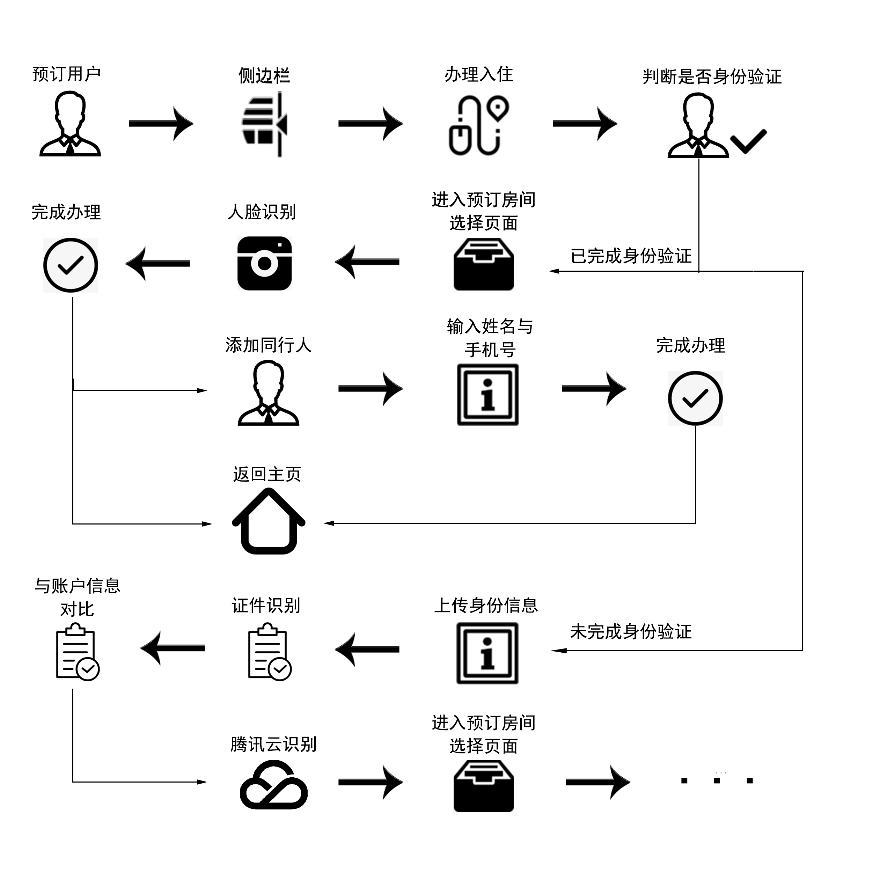 预订用户
侧边栏
办理入住
判断是否身份验证
完成办理
人脸识别
进入预订房间
选择页面
已完成身份验证
添加同行人
输入姓名与
手机号
完成办理
返回主页
与账户信息
对比
证件识别
上传身份信息
未完成身份验证
腾讯云识别
进入预订房间
选择页面
. . .